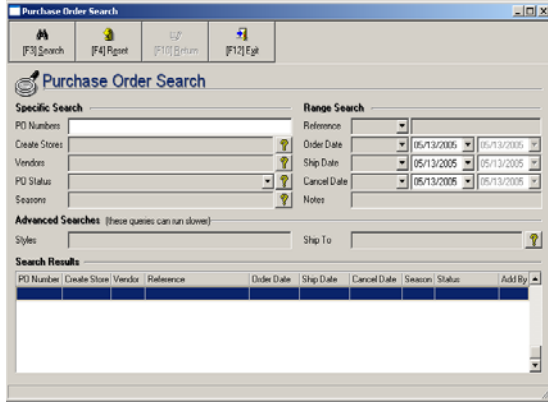 Purchase Order Search
[F3] Search [F4] Reset [F10] Return [F12] Exit
Purchase Order Search
Specific Search Range Search
PO Numbers Reference
Create Stores Order Date 05/13/2005 05/13/2005
Vendors Ship Date 05/13/2005 05/13/2005
PO Status Cancel Date 05/13/2005 05/13/2005
Seasons Notes
Advanced Searches (these queries can run slower)
Styles Ship To
Search Results
PO Number Create Store Vendor Reference Order Date Ship Date Cancel Date Season Status Add By